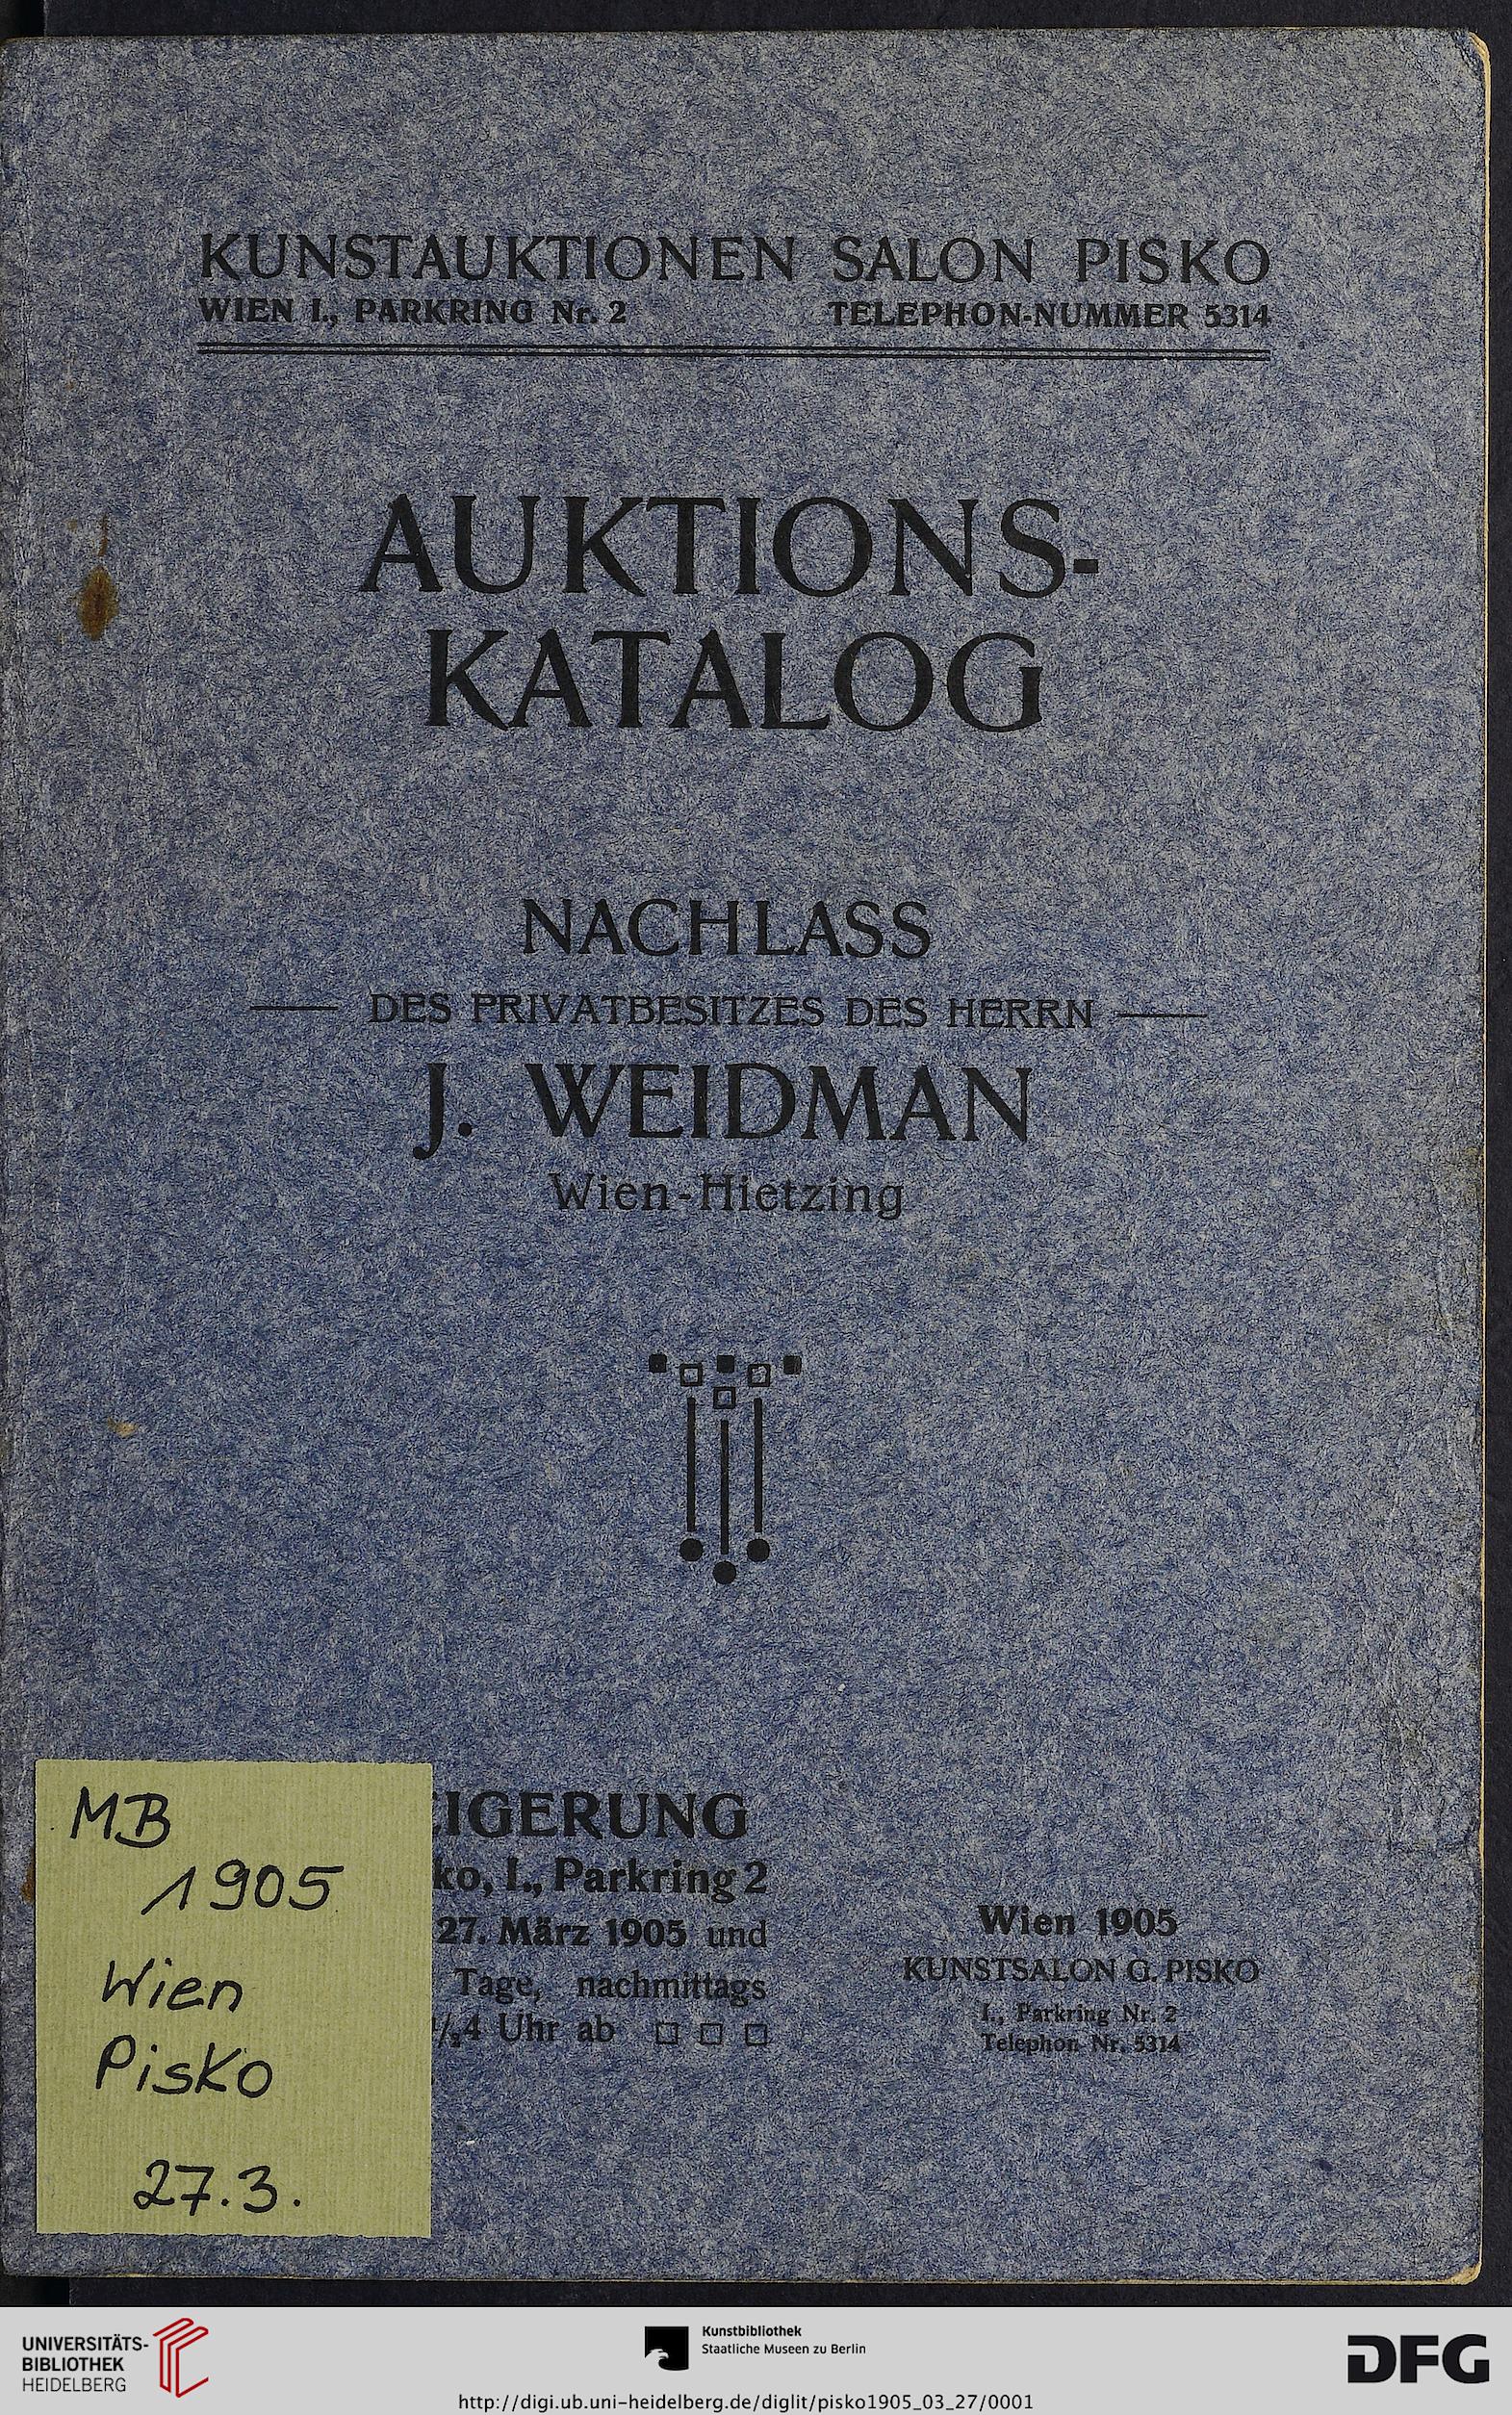 KUNSTAUKTIONEN SALON PISKO
WIEN I., PARKRING Nr. 2 TELEPHON-NUMMER 5314
AUKTIONS-
KATALOG
NACHLASS
DES PRIVATBESITZES DES HERRN
J. WEIDMAN
Wien-Hietzing
IGERUNG
ko, I., Parkring 2
27. März 1905 und
Tage, nachmittags
1/24 Uhr ab
Wien 1905
KUNSTSALON G. PISKO
I., Parkring Nr. 2
Telephon Nr. 5314
MB
1905
Wien
Pisko
27.3.
UNIVERSITÄTS-
BIBLIOTHEK
HEIDELBERG
Kunstbibliothek
Staatliche Museen zu Berlin
http://digi.ub.uni-heidelberg.de/diglit/pisko1905_03_27/0001
DFG